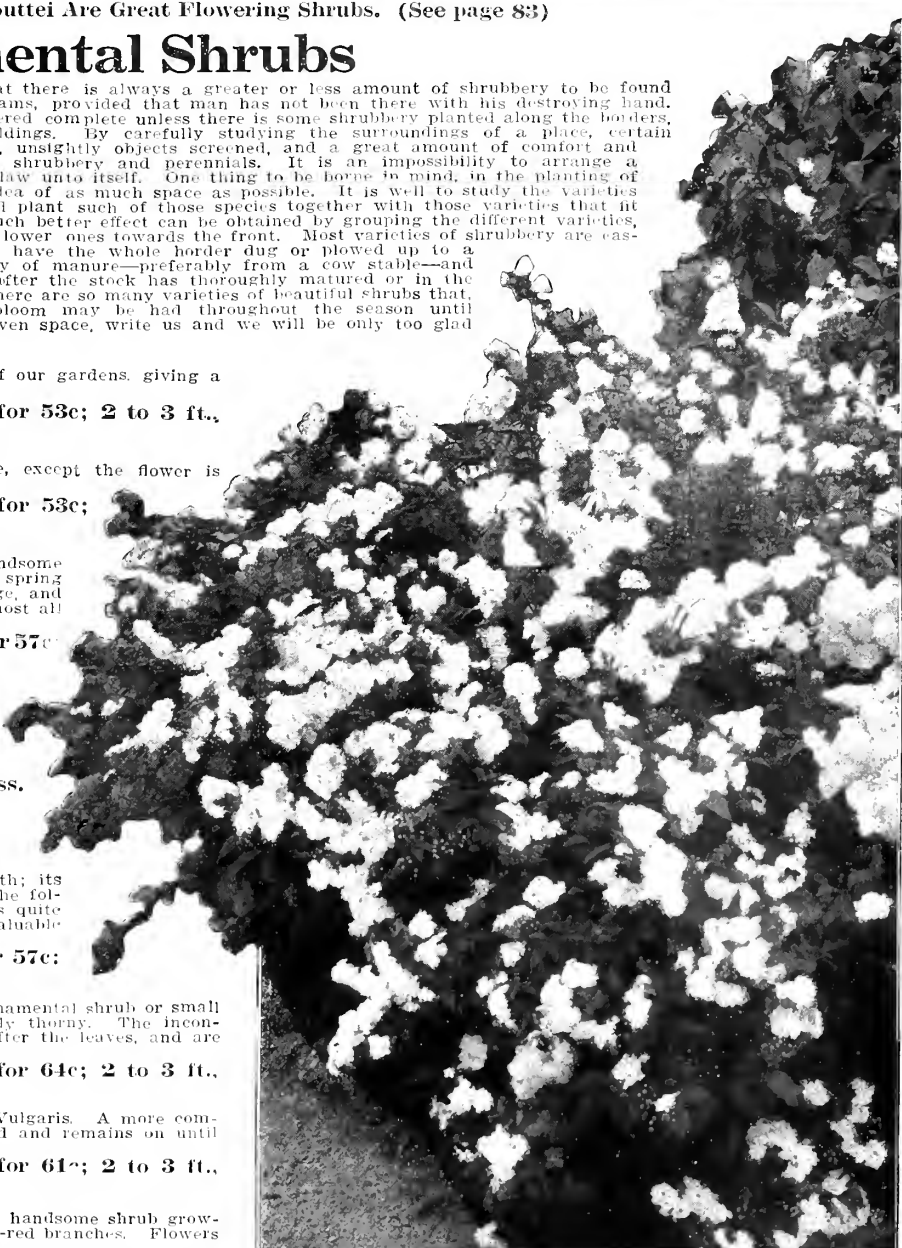 outtei Are Great Flowering Shrubs. (See page 83)
ental Shrubs
at there is always a greater or less amount of shrubbery to be found
ams, provided that man has not been there with his destroying hand.
red complete unless there is some shrubbery planted along the borders,
ldings. By carefully studying the surroundings of a place, certain
, unsightly objects screened, and a great amount of comfort and
shrubbery and perennials. It is an impossibility to arrange a
law unto itself. One thing to be borne in mind, in the planting of
dea of as much space as possible. It is well to study the varieties
d plant such of those species together with those varieties that fit
uch better effect can be obtained by grouping the different varieties,
lower ones towards the front. Most varieties of shrubbery are eas-
have the whole border dug or plowed up to a
y of manure—preferably from a cow stable—and
after the stock has thoroughly matured or in the
here are so many varieties of beautiful shrubs that,
bloom may be had throughout the season until
ven space, write us and we will be only too glad
f our gardens, giving a
for 53c; 2 to 3 ft.,
e, except the flower is
for 53c;
ndsome
spring
ge, and
most all
r 57c
ss.
th; its
he fol-
s quite
aluable
57c:
namental shrub or small
ly thorny. The incon-
fter the leaves, and are
for 64c; 2 to 3 ft.,
Vulgaris. A more com-
d and remains on until
for 61c; 2 to 3 ft.,
handsome shrub grow-
-red branches. Flowers